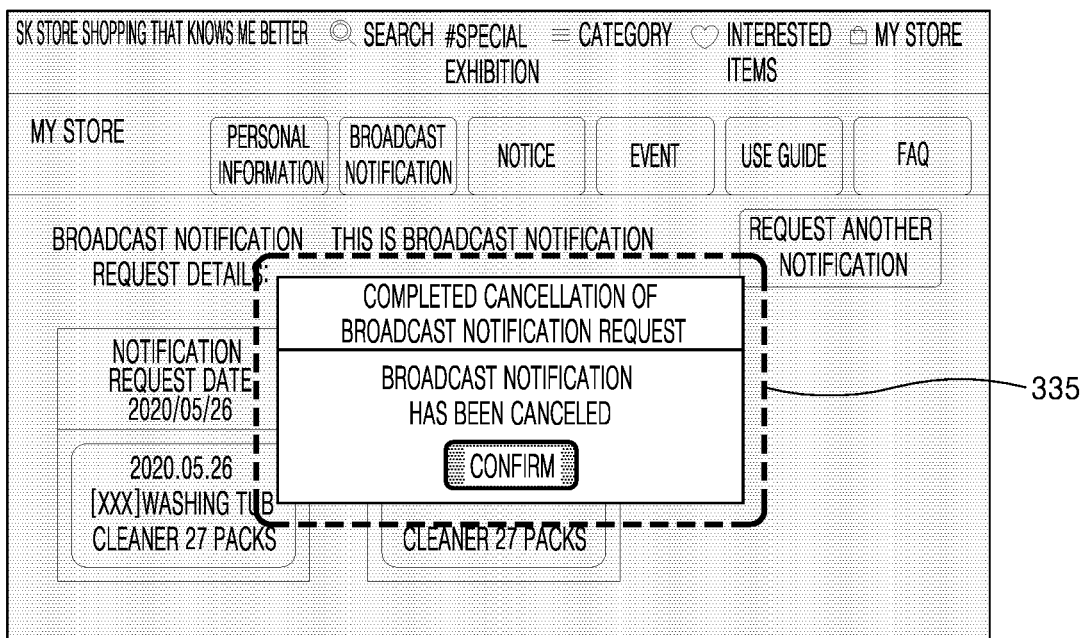 SK STORE SHOPPING THAT KNOWS ME BETTER SEARCH #SPECIAL CATEGORY INTERESTED MY STORE
EXHIBITION ITEMS
MY STORE
PERSONAL
INFORMATION
BROADCAST
NOTIFICATION
NOTICE
EVENT
USE GUIDE
FAQ
BROADCAST NOTIFICATION
REQUEST DETAILS:
THIS IS BROADCAST NOTIFICATION
REQUEST ANOTHER
NOTIFICATION
COMPLETED CANCELLATION OF
BROADCAST NOTIFICATION REQUEST
BROADCAST NOTIFICATION
HAS BEEN CANCELED
CONFIRM
335
NOTIFICATION
REQUEST DATE
2020/05/26
2020.05.26
[XXX]WASHING TUB
CLEANER 27 PACKS
CLEANER 27 PACKS